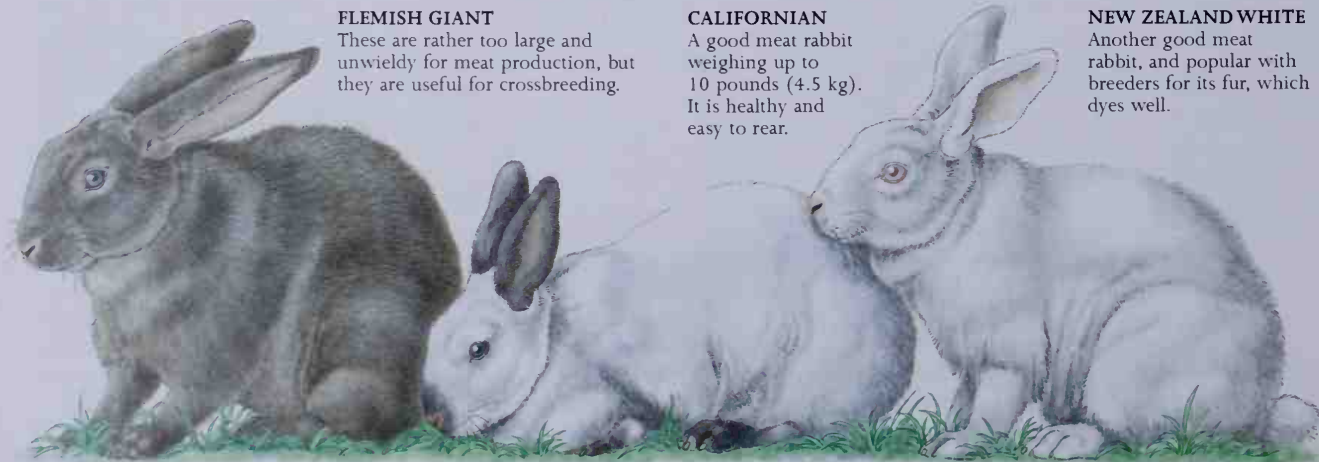 FLEMISH GIANT
These are rather too large and
unwieldy for meat production, but
they are useful for crossbreeding.
CALIFORNIAN
A good meat rabbit
weighing up to
10 pounds (4.5 kg).
It is healthy and
easy to rear.
NEW ZEALAND WHITE
Another good meat
rabbit, and popular with
breeders for its fur, which
dyes well.